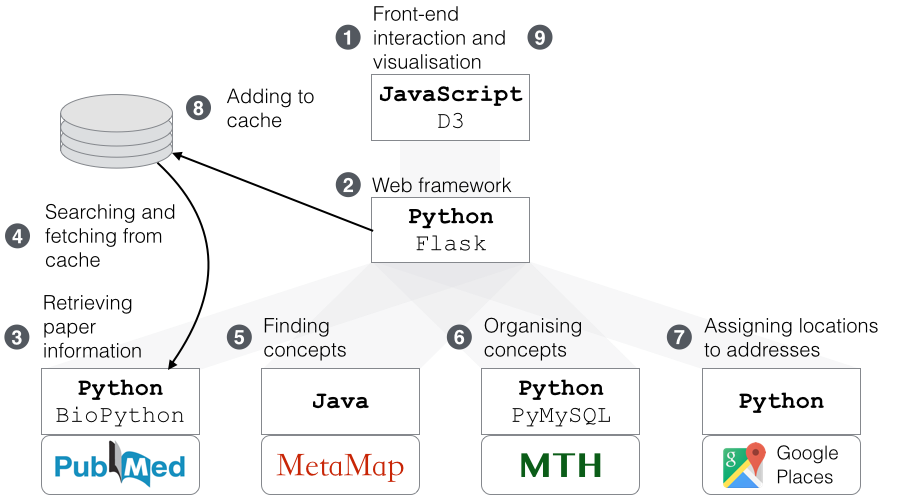 1
Front-end
interaction and
visualisation
9
JavaScript
D3
8
Adding to
cache
2
Web framework
Python
Flask
4
Searching and
fetching from
cache
3
Retrieving
paper
information
Python
BioPython
PubMed
5
Finding
concepts
Java
MetaMap
6
Organising
concepts
Python
PyMySQL
MTH
7
Assigning locations
to addresses
Python
g
Google
Places